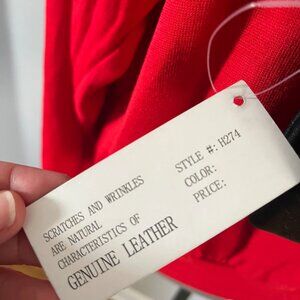 SCRATCHES AND WRINKLES
ARE NATURAL
CHARACTERISTICS OF
GENUINE LEATHER
STYLE #: H274
COLOR:
PRICE: